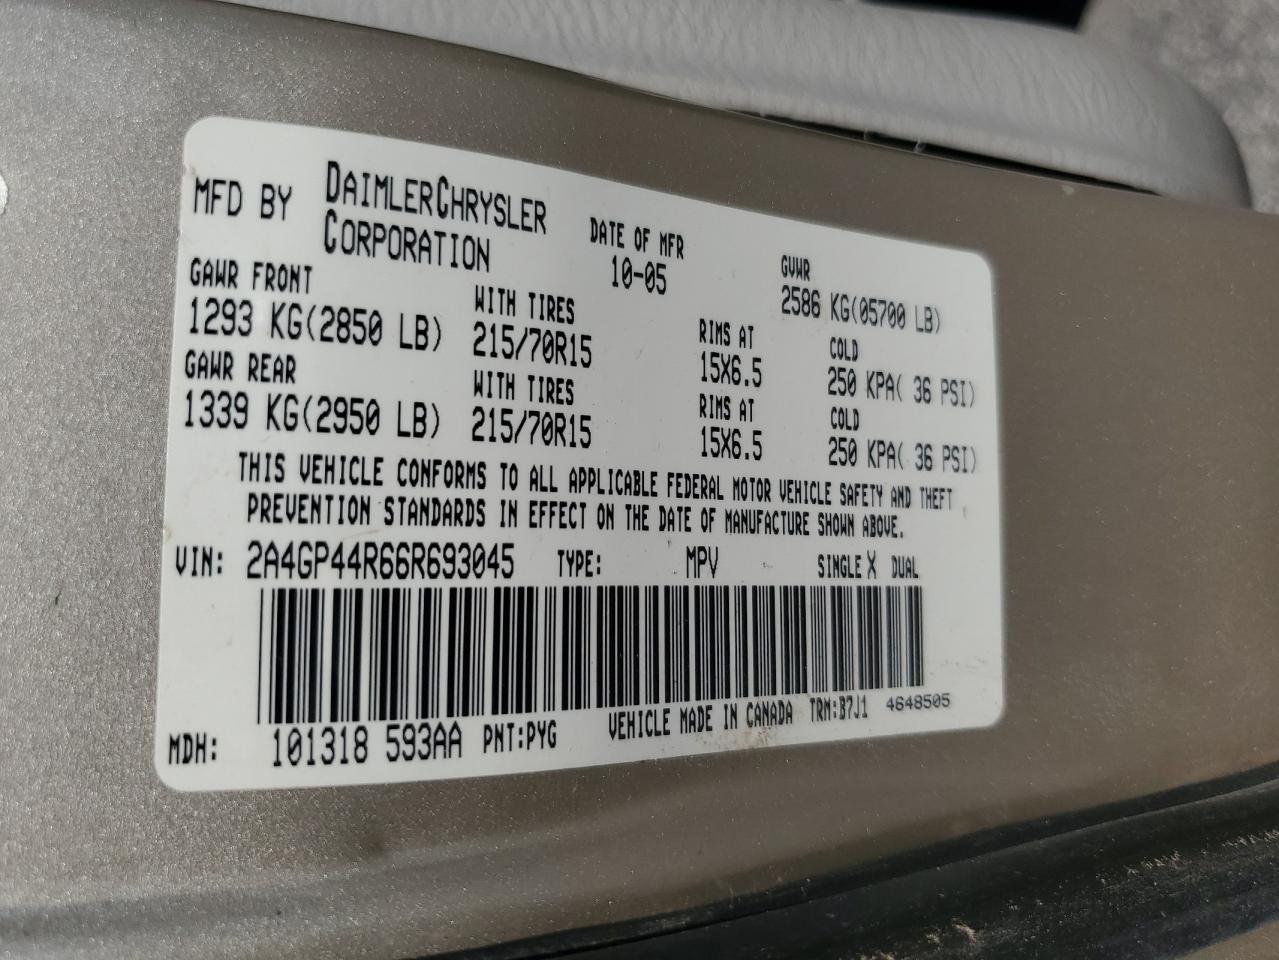 MFD BY DAIMLERCHRYSLER CORPORATION
DATE OF MFR 10-05
GVWR 2586 KG(05700 LB)
GAWR FRONT WITH TIRES RIMS AT COLD
1293 KG(2850 LB) 215/70R15 15X6.5 250 KPA( 36 PSI)
GAWR REAR WITH TIRES RIMS AT COLD
1339 KG(2950 LB) 215/70R15 15X6.5 250 KPA( 36 PSI)
THIS VEHICLE CONFORMS TO ALL APPLICABLE FEDERAL MOTOR VEHICLE SAFETY AND THEFT
PREVENTION STANDARDS IN EFFECT ON THE DATE OF MANUFACTURE SHOWN ABOVE.
VIN: 2A4GP44R66R693045 TYPE: MPV SINGLE X DUAL
MDH: 101318 593AA PNT:PYG VEHICLE MADE IN CANADA TRM:B7J1 4648505